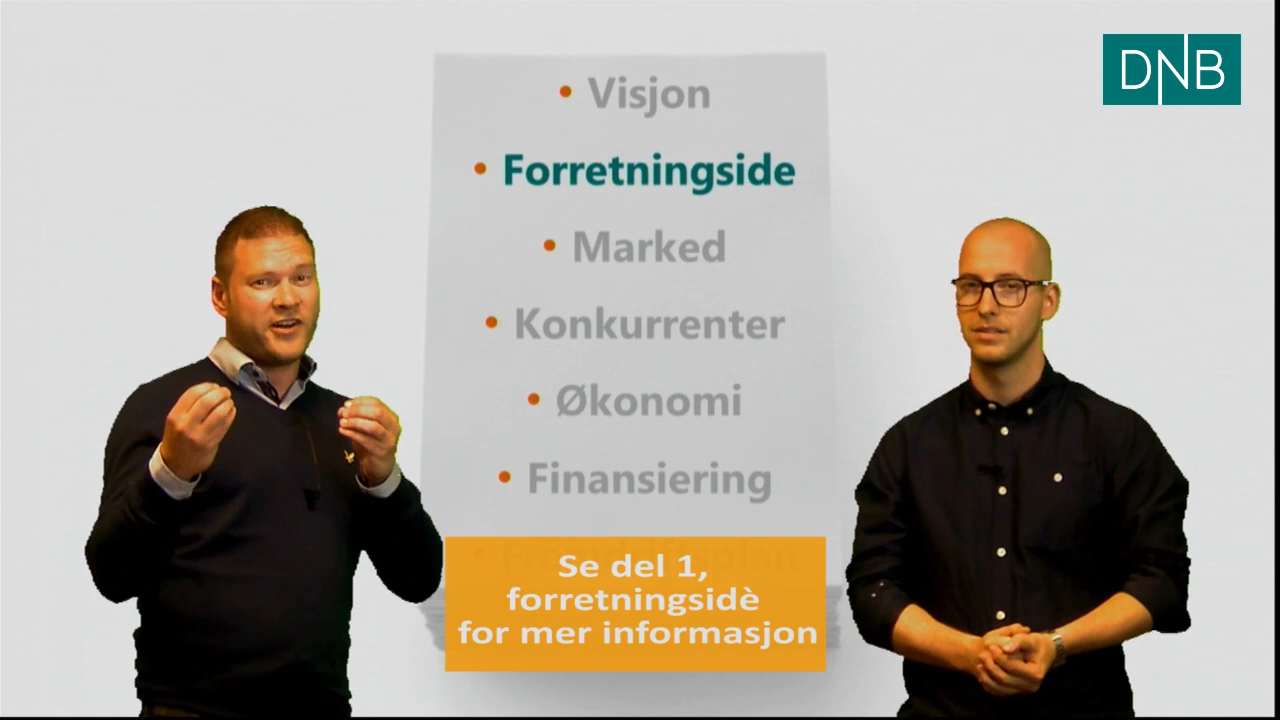 DNB
• Visjon
• Forretningside
• Marked
• Konkurrenter
• Økonomi
• Finansiering
Se del 1,
forretningsidè
for mer informasjon